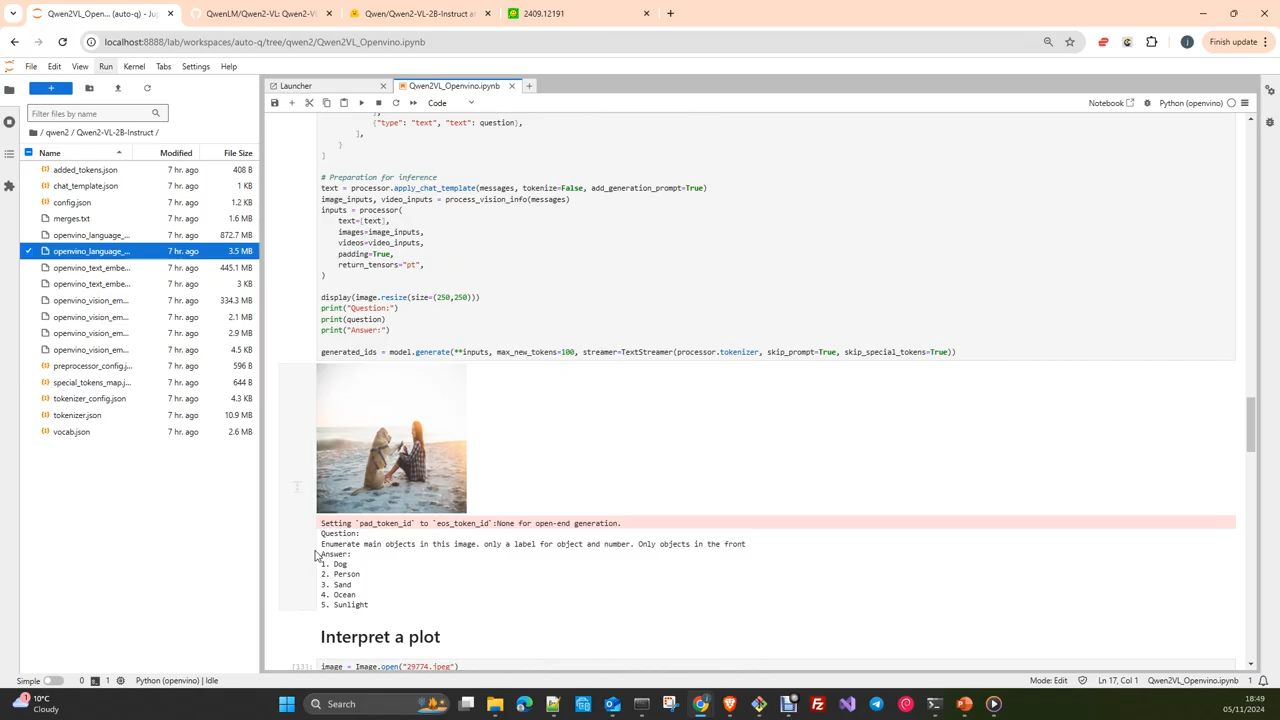 Qwen2VL_Open... (auto-q) - Jup
QwenLM/Qwen2-VL: Qwen2-VL
Qwen/Qwen2-VL-2B-Instruct at
2409.12191
localhost:8888/lab/workspaces/auto-q/tree/qwen2/Qwen2VL_Openvino.ipynb
Finish update
File Edit View Run Kernel Tabs Settings Help
Launcher
Qwen2VL_Openvino.ipynb
Code
Notebook
Python (openvino)
Filter files by name
/ qwen2 / Qwen2-VL-2B-Instruct /
Name Modified File Size
added_tokens.json 7 hr. ago 408 B
chat_template.json 7 hr. ago 1 KB
config.json 7 hr. ago 1.2 KB
merges.txt 7 hr. ago 1.6 MB
openvino_language_... 7 hr. ago 872.7 MB
openvino_language_... 7 hr. ago 3.5 MB
openvino_text_embe... 7 hr. ago 445.1 MB
openvino_text_embe... 7 hr. ago 3 KB
openvino_vision_em... 7 hr. ago 334.3 MB
openvino_vision_em... 7 hr. ago 2.1 MB
openvino_vision_em... 7 hr. ago 2.9 MB
openvino_vision_em... 7 hr. ago 4.5 KB
preprocessor_config.j... 7 hr. ago 596 B
special_tokens_map.j... 7 hr. ago 644 B
tokenizer_config.json 7 hr. ago 4.3 KB
tokenizer.json 7 hr. ago 10.9 MB
vocab.json 7 hr. ago 2.6 MB
},
{"type": "text", "text": question},
],
}
]
# Preparation for inference
text = processor.apply_chat_template(messages, tokenize=False, add_generation_prompt=True)
image_inputs, video_inputs = process_vision_info(messages)
inputs = processor(
text=[text],
images=image_inputs,
videos=video_inputs,
padding=True,
return_tensors="pt",
)
display(image.resize(size=(250,250)))
print("Question:")
print(question)
print("Answer:")
generated_ids = model.generate(**inputs, max_new_tokens=100, streamer=TextStreamer(processor.tokenizer, skip_prompt=True, skip_special_tokens=True))
Setting `pad_token_id` to `eos_token_id`:None for open-end generation.
Question:
Enumerate main objects in this image. only a label for object and number. Only objects in the front
Answer:
1. Dog
2. Person
3. Sand
4. Ocean
5. Sunlight
Interpret a plot
[13]: image = Image.open("29774.jpeg")
Simple 0 1 Python (openvino) | Idle
Mode: Edit Ln 17, Col 1 Qwen2VL_Openvino.ipynb 1
10°C
Cloudy
Search
18:49
05/11/2024